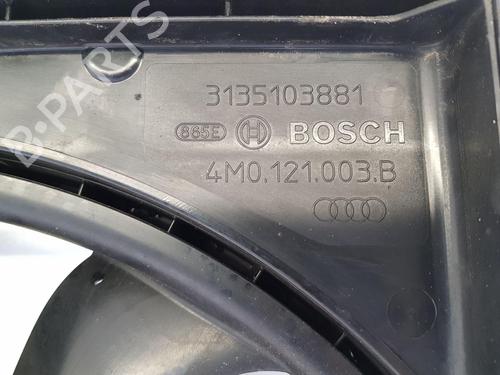 B-PARTS
3135103881
865E H BOSCH
4M0.121.003.B